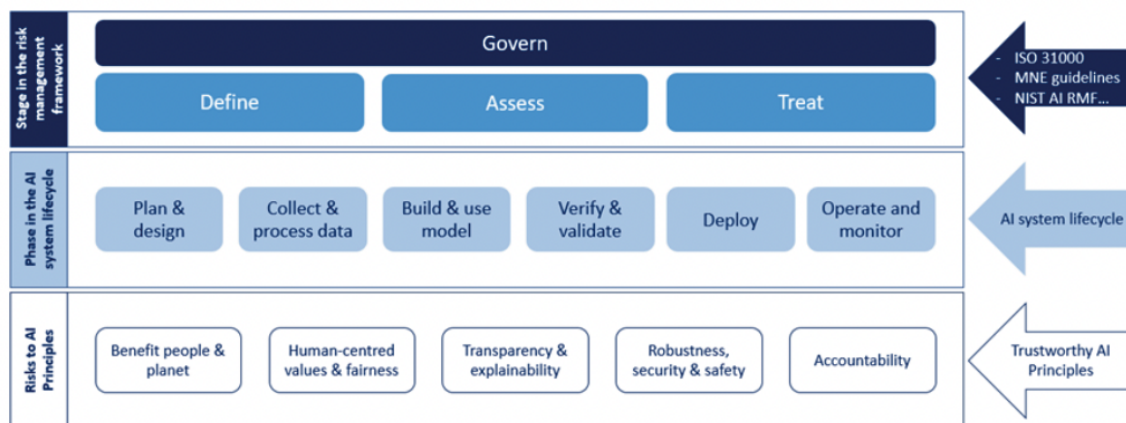 Stage in the risk
management
framework
Govern
Define
Assess
Treat
- ISO 31000
- MNE guidelines
- NIST AI RMF...
Phase in the AI
system lifecycle
Plan &
design
Collect &
process data
Build & use
model
Verify &
validate
Deploy
Operate and
monitor
AI system lifecycle
Risks to AI
Principles
Benefit people &
planet
Human-centred
values & fairness
Transparency &
explainability
Robustness,
security & safety
Accountability
Trustworthy AI
Principles